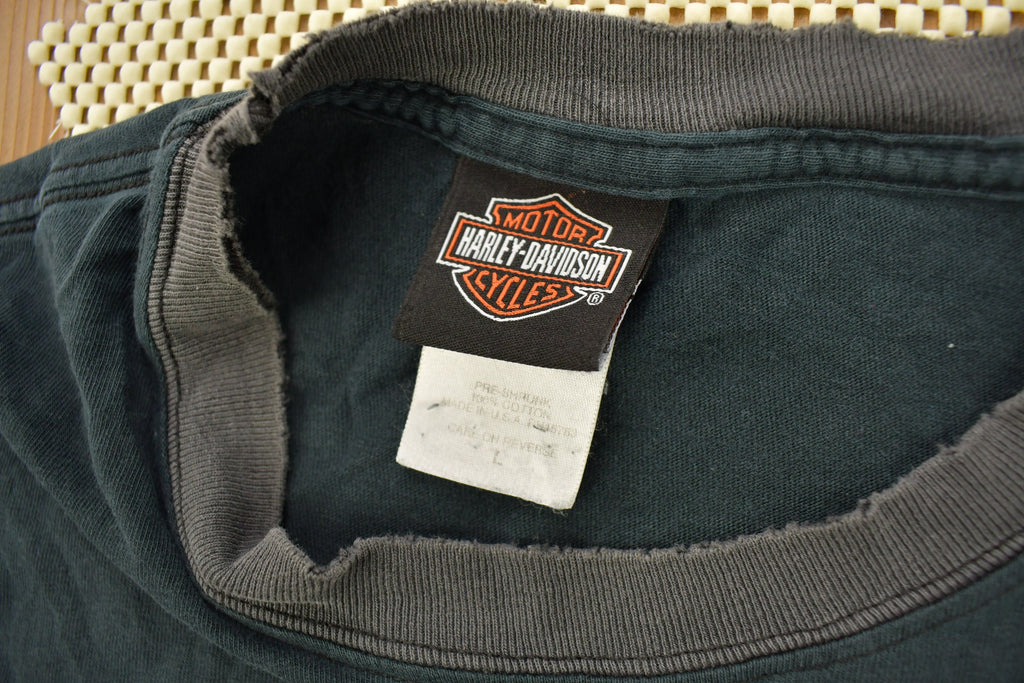 MOTOR
HARLEY-DAVIDSON
CYCLES
®
PRE-SHRUNK
100% COTTON
MADE IN U.S.A.
CARE ON REVERSE
L